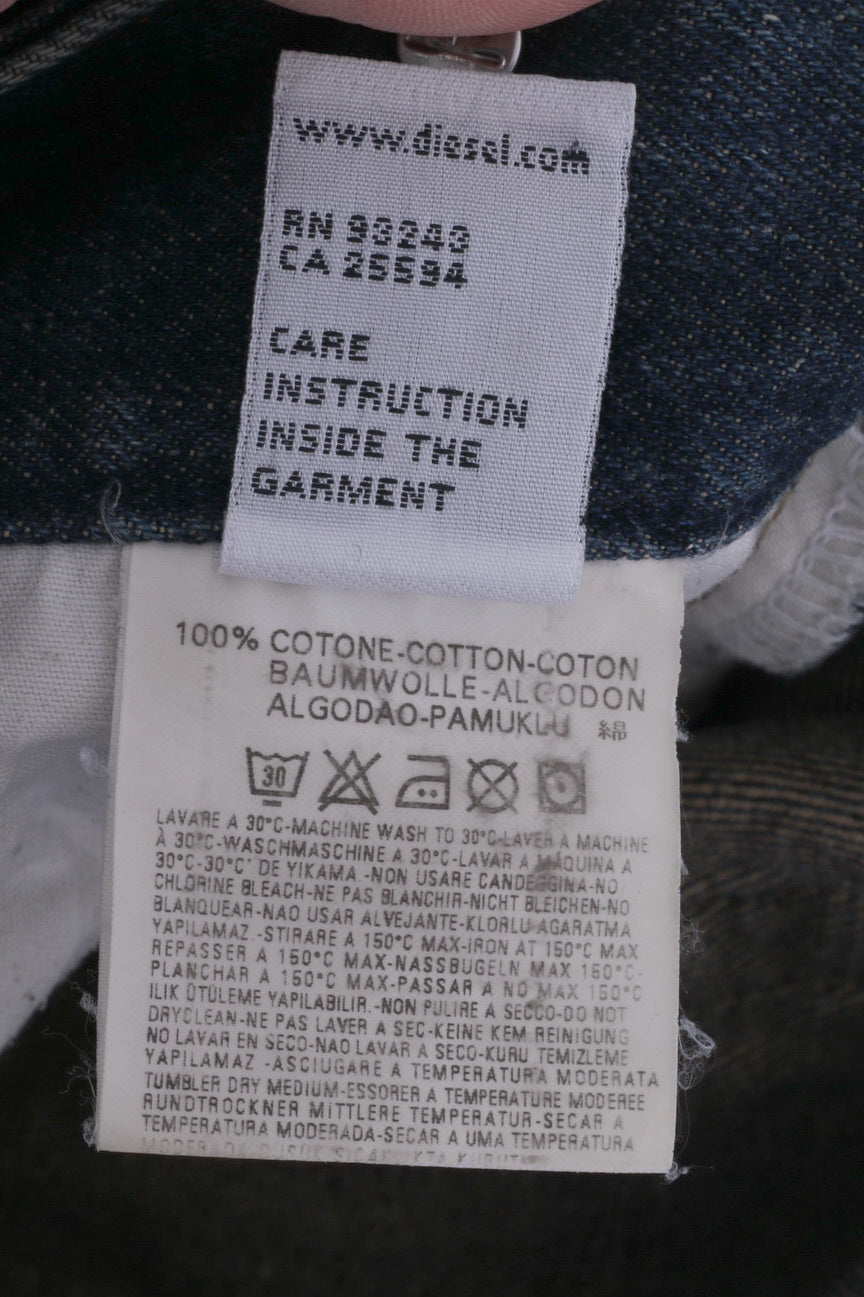 www.diesel.com
RN 93243
CA 25594
CARE
INSTRUCTION
INSIDE THE
GARMENT
100% COTONE-COTTON-COTON
BAUMWOLLE-ALGODON
ALGODAO-PAMUKLU 綿
30
LAVARE A 30°C-MACHINE WASH TO 30°C-LAVER A MACHINE
À 30°C-WASCHMASCHINE A 30°C-LAVAR A MÁQUINA A
30°C-30°C' DE YIKAMA.-NON USARE CANDEGGINA-NO
CHLORINE BLEACH-NE PAS BLANCHIR-NICHT BLEICHEN-NO
BLANQUEAR-NAO USAR ALVEJANTE-KLORLU AGARATMA
YAPILAMAZ.-STIRARE A 150°C MAX-IRON AT 150°C MAX
REPASSER A 150°C MAX-NASSBUGELN MAX 150°C-
PLANCHAR A 150°C MAX-PASSAR A NO MAX 150°C
ILIK ÜTÜLEME YAPILABILIR.-NON PULIRE A SECCO-DO NOT
DRYCLEAN-NE PAS LAVER A SEC-KEINE KEM.REINIGUNG
NO LAVAR EN SECO-NAO LAVAR A SECO-KURU TEMIZLEME
YAPILAMAZ.-ASCIUGARE A TEMPERATURA MODERATA
TUMBLER DRY MEDIUM-ESSORER A TEMPERATURE MODEREE
RUNDTROCKNER MITTLERE TEMPERATUR-SECAR A
TEMPERATURA MODERADA-SECAR A UMA TEMPERATURA
MODERADA